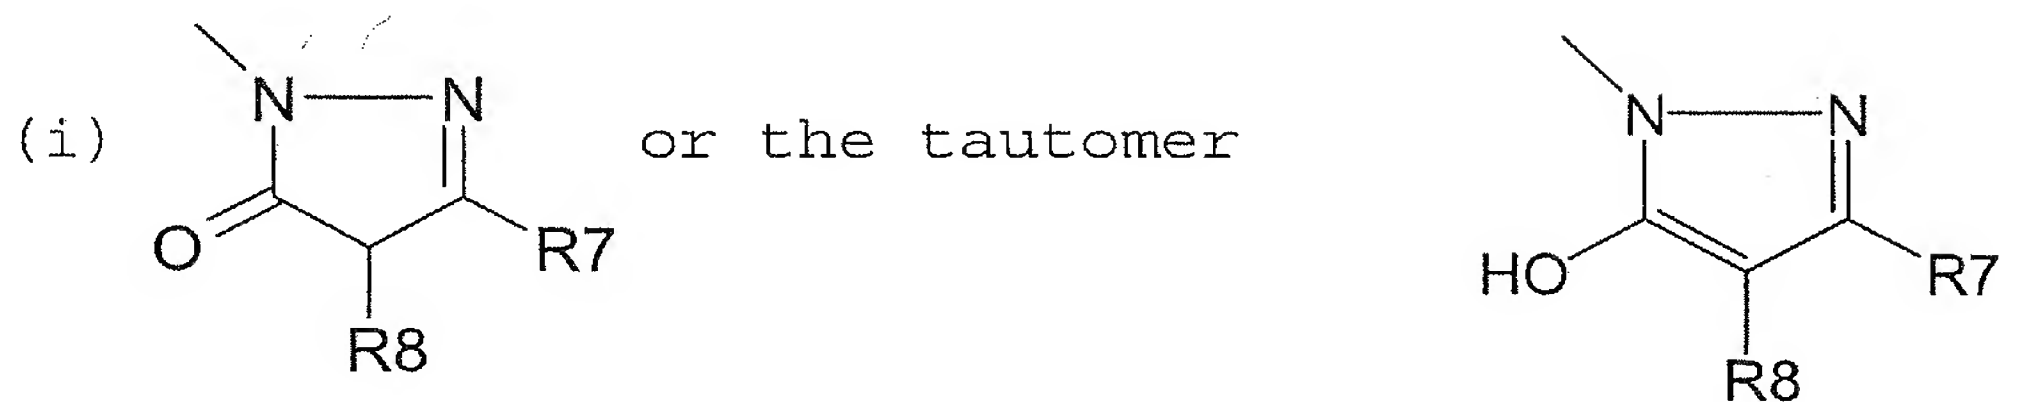 N N N N
(i) or the tautomer
O R7 HO R7
R8 R8